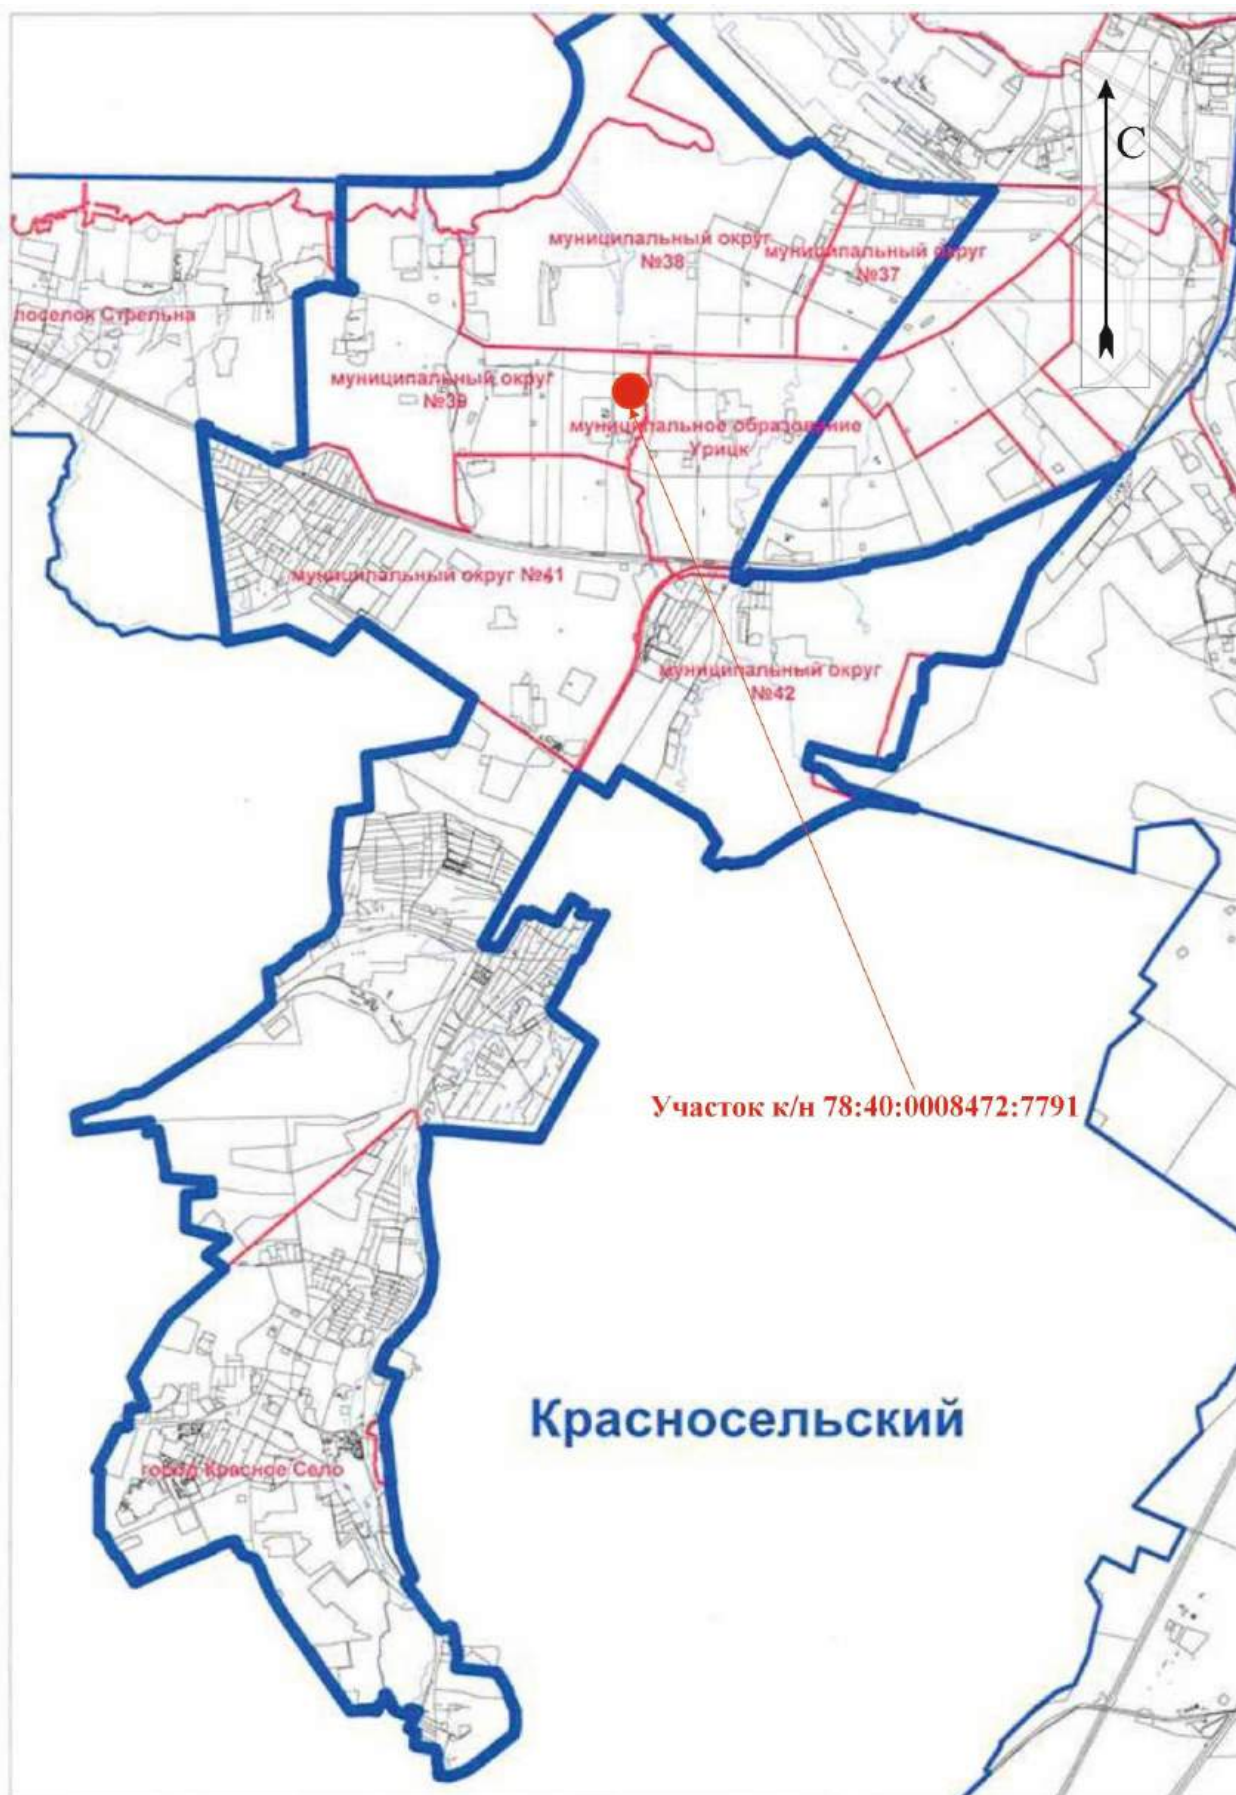 С
муниципальный округ
№38
муниципальный округ
№37
поселок Стрельна
муниципальный округ
№39
муниципальное образование
Урицк
муниципальный округ №41
муниципальный округ
№42
Участок к/н 78:40:0008472:7791
Красносельский
город Красное Село